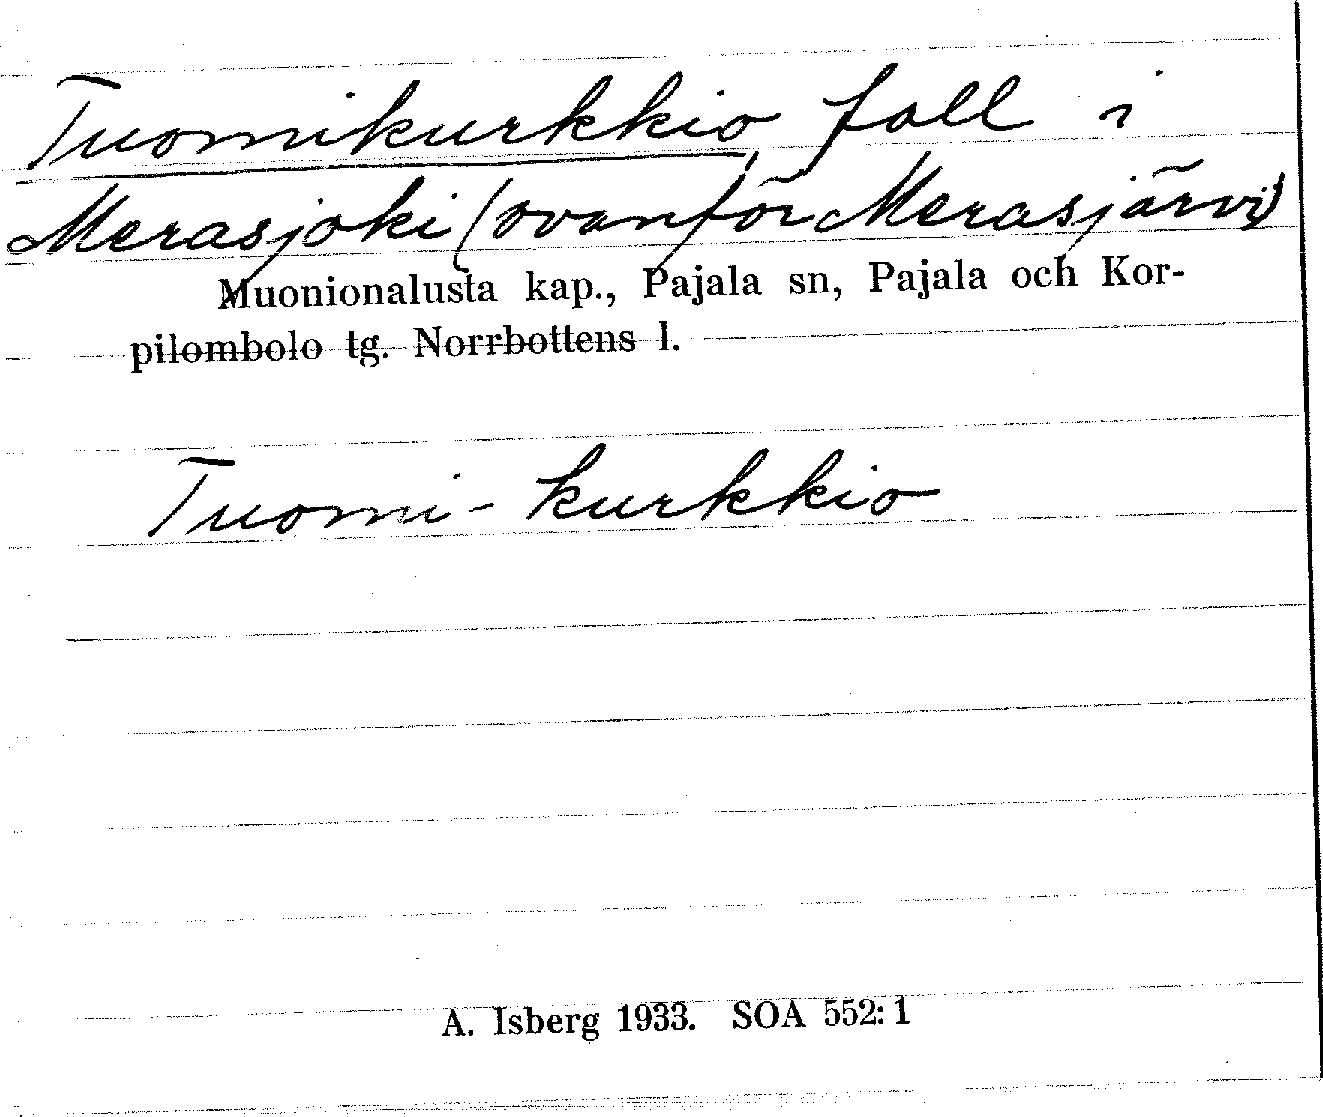 Tuomikurkkio fall i
Merasjoki (ovanför Merasjärvi)
Muonionalusta kap., Pajala sn, Pajala och Kor-
pilombolo tg. Norrbottens l.
Tuomi-kurkkio
A. Isberg 1933. SOA 552:1